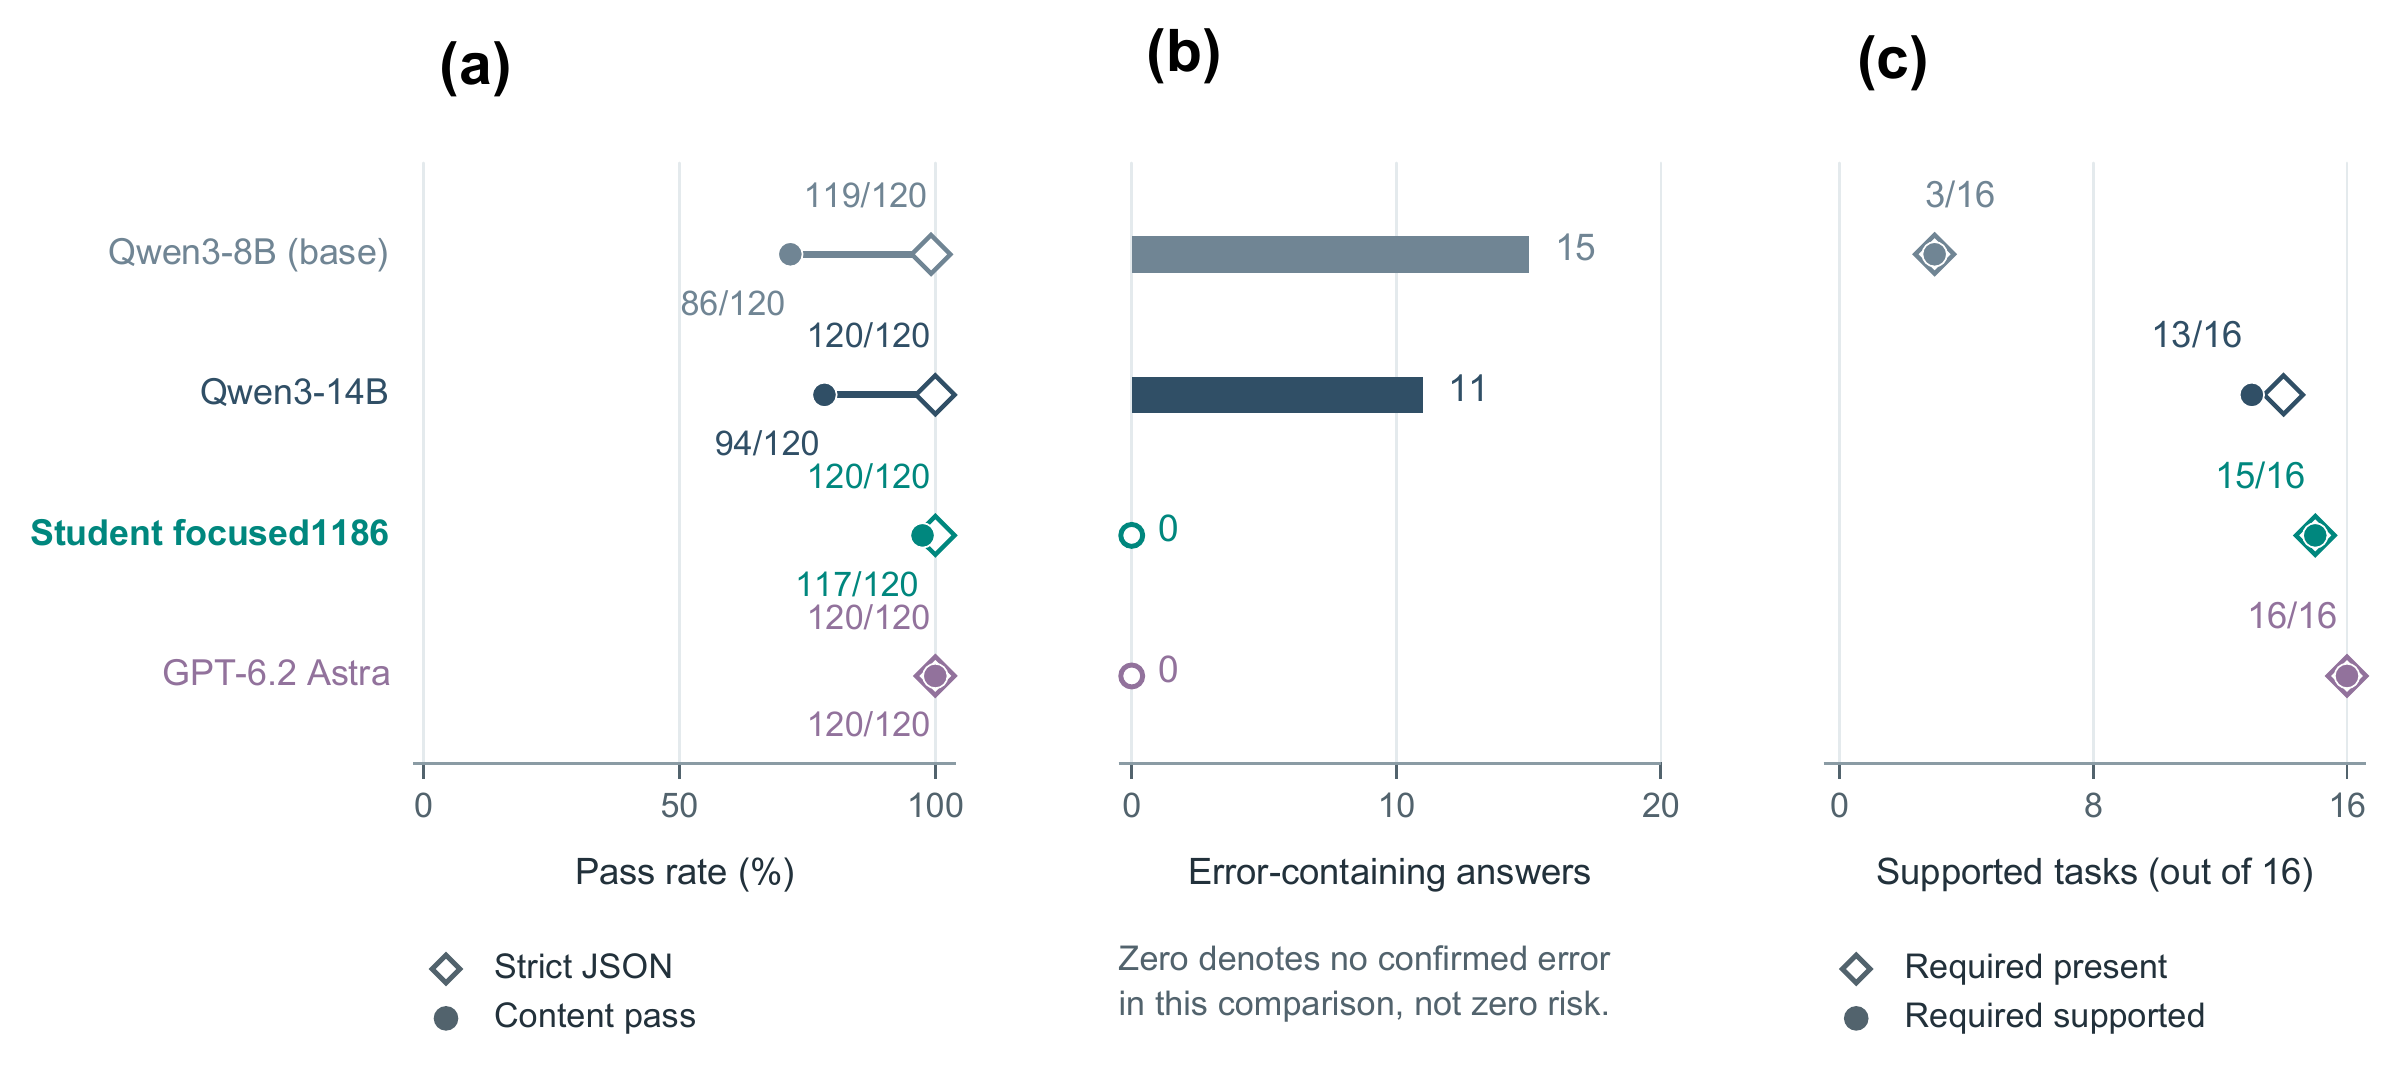 (a)
(b)
(c)
119/120
3/16
Qwen3-8B (base)
15
86/120
120/120
13/16
Qwen3-14B
11
94/120
120/120
15/16
Student focused1186
0
117/120
120/120
16/16
GPT-6.2 Astra
0
120/120
0 50 100
0 10 20
0 8 16
Pass rate (%)
Error-containing answers
Supported tasks (out of 16)
Strict JSON
Content pass
Zero denotes no confirmed error
in this comparison, not zero risk.
Required present
Required supported